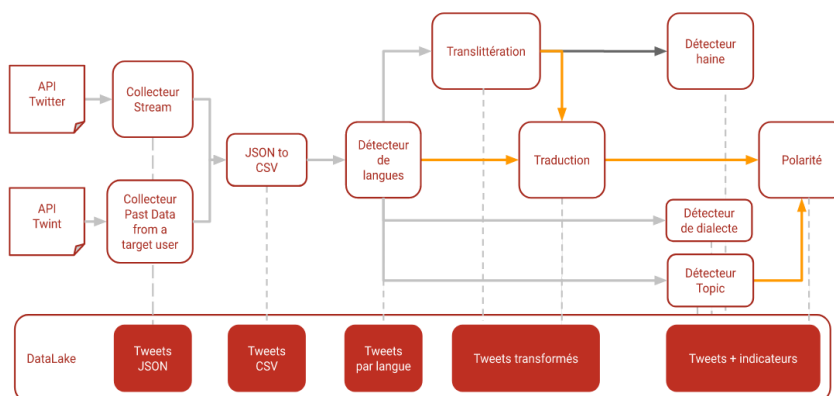 API
Twitter
Collecteur
Stream
Translittération
Détecteur
haine
JSON to
CSV
Détecteur
de
langues
Traduction
Polarité
API
Twint
Collecteur
Past Data
from a
target user
Détecteur
de dialecte
Détecteur
Topic
DataLake
Tweets
JSON
Tweets
CSV
Tweets
par langue
Tweets transformés
Tweets + indicateurs